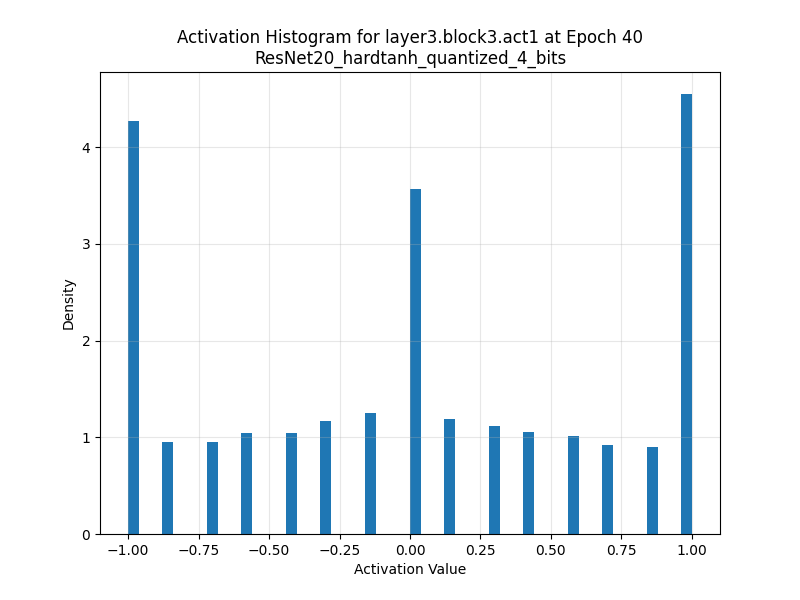 Activation Histogram for layer3.block3.act1 at Epoch 40
ResNet20_hardtanh_quantized_4_bits
Density
4
3
2
1
0
−1.00 −0.75 −0.50 −0.25 0.00 0.25 0.50 0.75 1.00
Activation Value